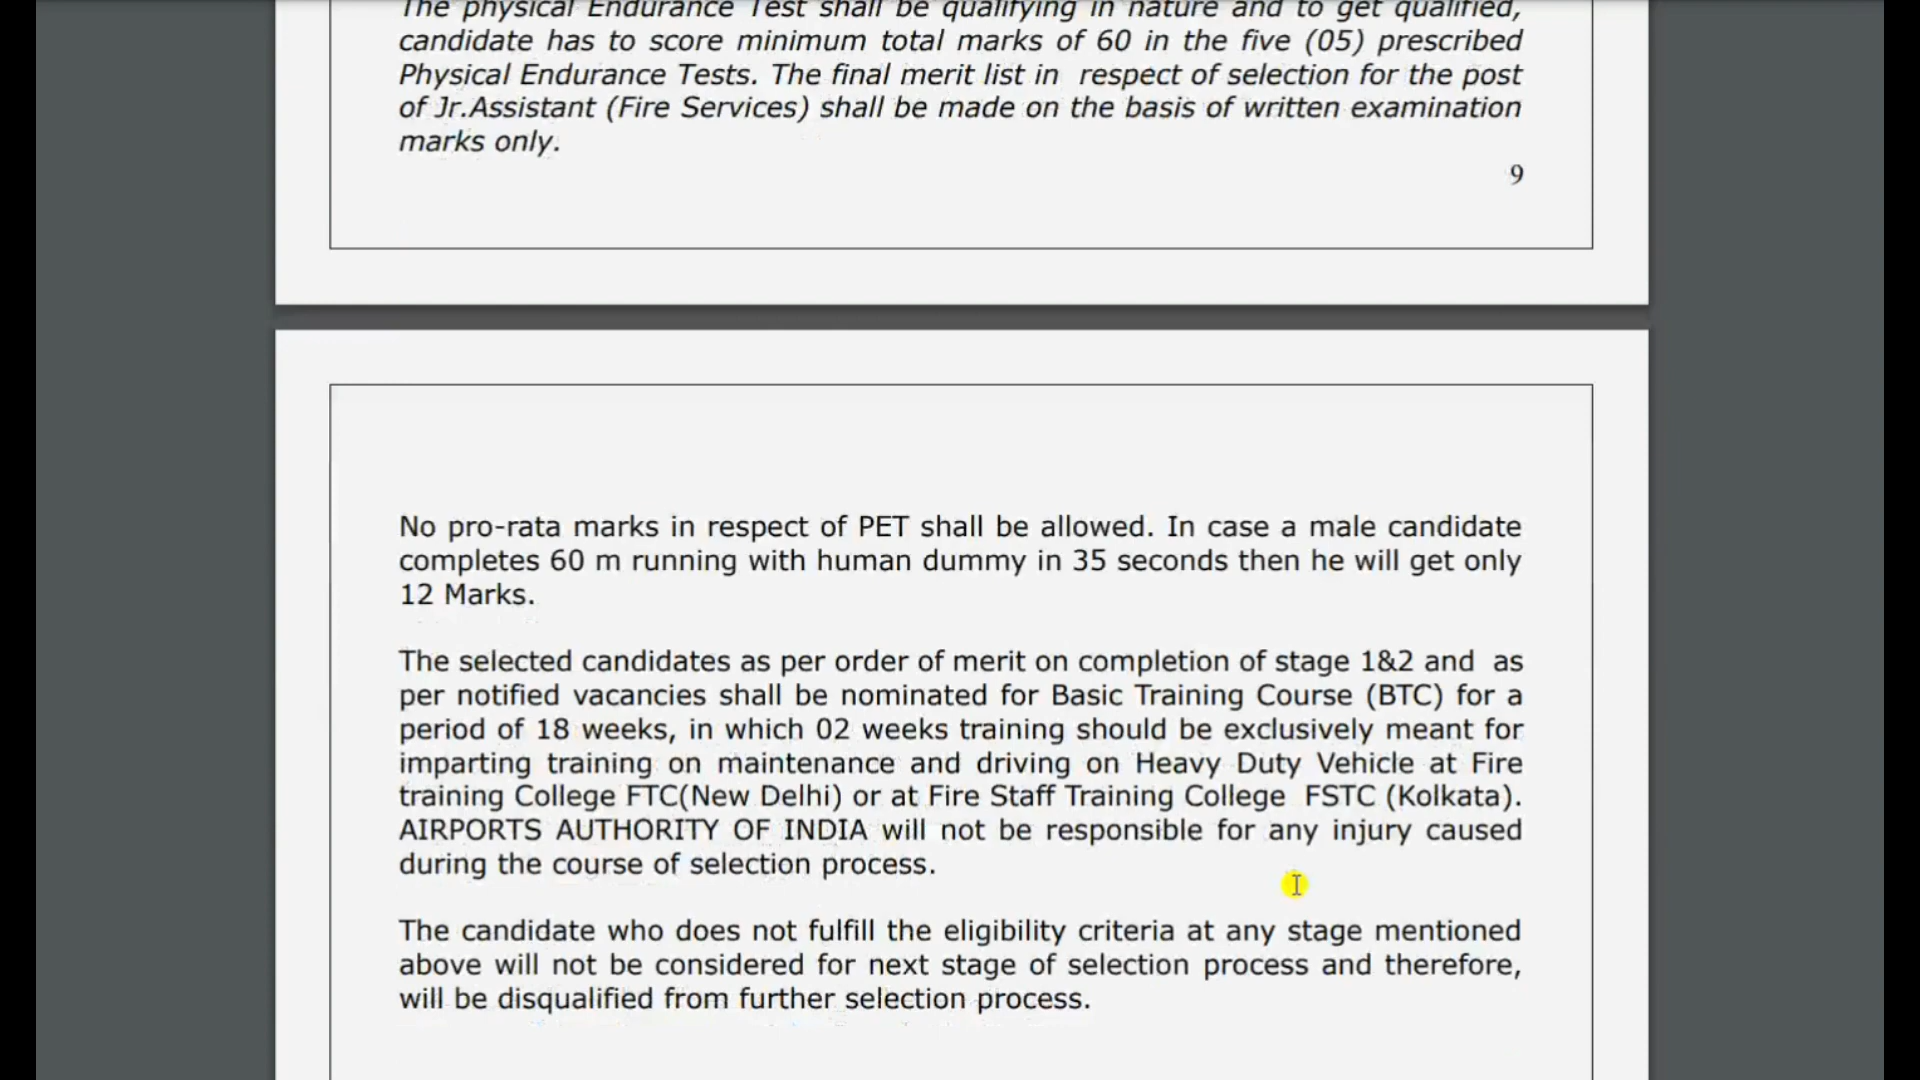 The physical Endurance Test shall be qualifying in nature and to get qualified,
candidate has to score minimum total marks of 60 in the five (05) prescribed
Physical Endurance Tests. The final merit list in respect of selection for the post
of Jr.Assistant (Fire Services) shall be made on the basis of written examination
marks only.
9
No pro-rata marks in respect of PET shall be allowed. In case a male candidate
completes 60 m running with human dummy in 35 seconds then he will get only
12 Marks.
The selected candidates as per order of merit on completion of stage 1&2 and as
per notified vacancies shall be nominated for Basic Training Course (BTC) for a
period of 18 weeks, in which 02 weeks training should be exclusively meant for
imparting training on maintenance and driving on Heavy Duty Vehicle at Fire
training College FTC(New Delhi) or at Fire Staff Training College FSTC (Kolkata).
AIRPORTS AUTHORITY OF INDIA will not be responsible for any injury caused
during the course of selection process.
The candidate who does not fulfill the eligibility criteria at any stage mentioned
above will not be considered for next stage of selection process and therefore,
will be disqualified from further selection process.